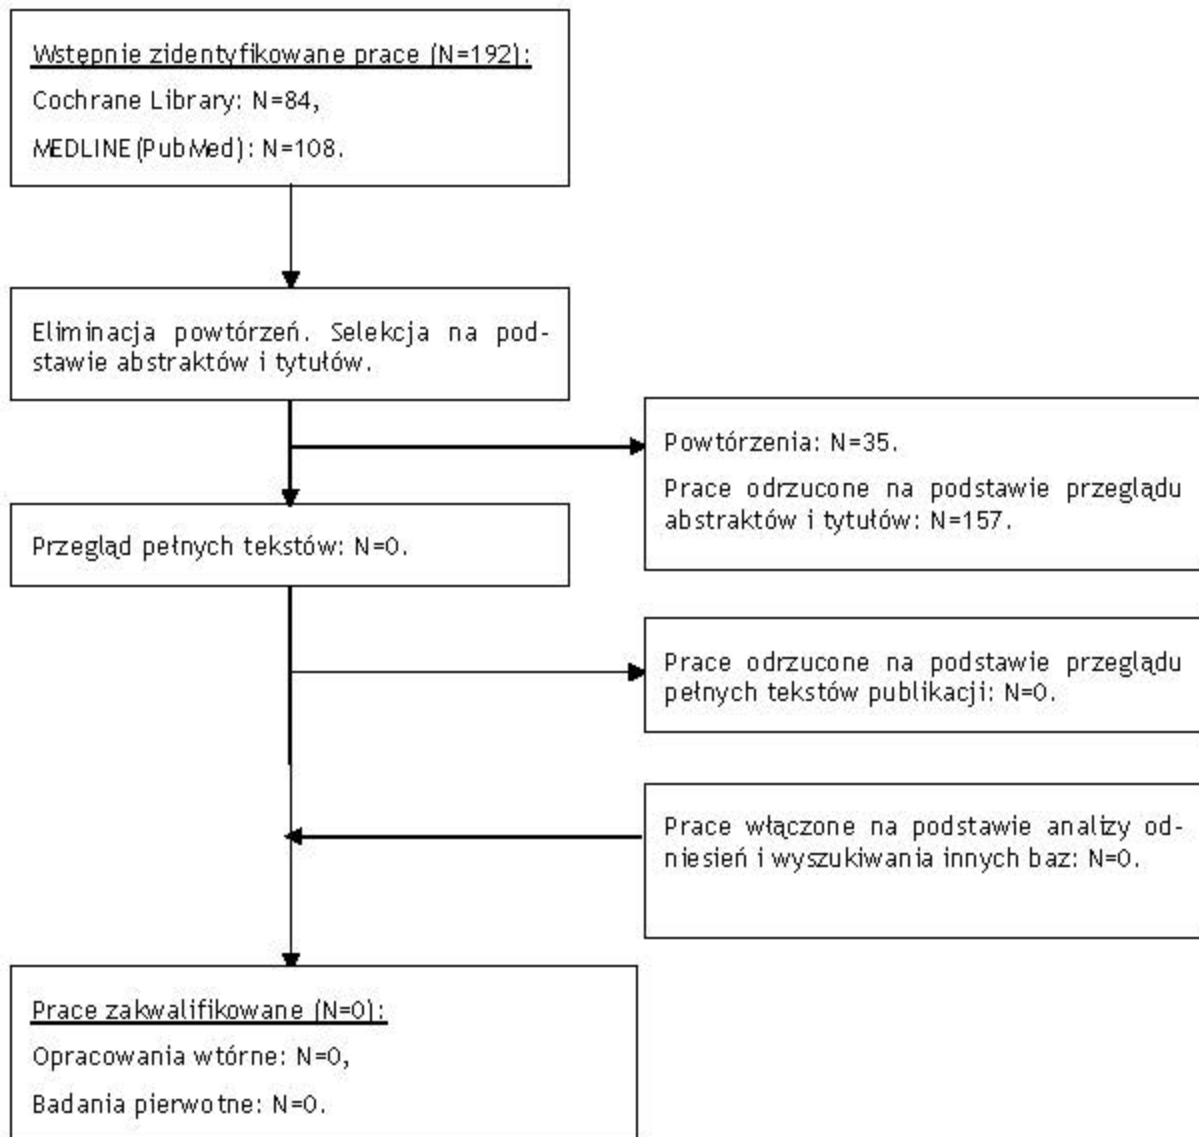 Wstępnie zidentyfikowane prace (N=192):
Cochrane Library: N=84,
MEDLINE(PubMed): N=108.
Eliminacja powtórzeń. Selekcja na pod-
stawie abstraktów i tytułów.
Powtórzenia: N=35.
Prace odrzucone na podstawie przeglądu
abstraktów i tytułów: N=157.
Przegląd pełnych tekstów: N=0.
Prace odrzucone na podstawie przeglądu
pełnych tekstów publikacji: N=0.
Prace włączone na podstawie analizy od-
niesień i wyszukiwania innych baz: N=0.
Prace zakwalifikowane (N=0):
Opracowania wtórne: N=0,
Badania pierwotne: N=0.